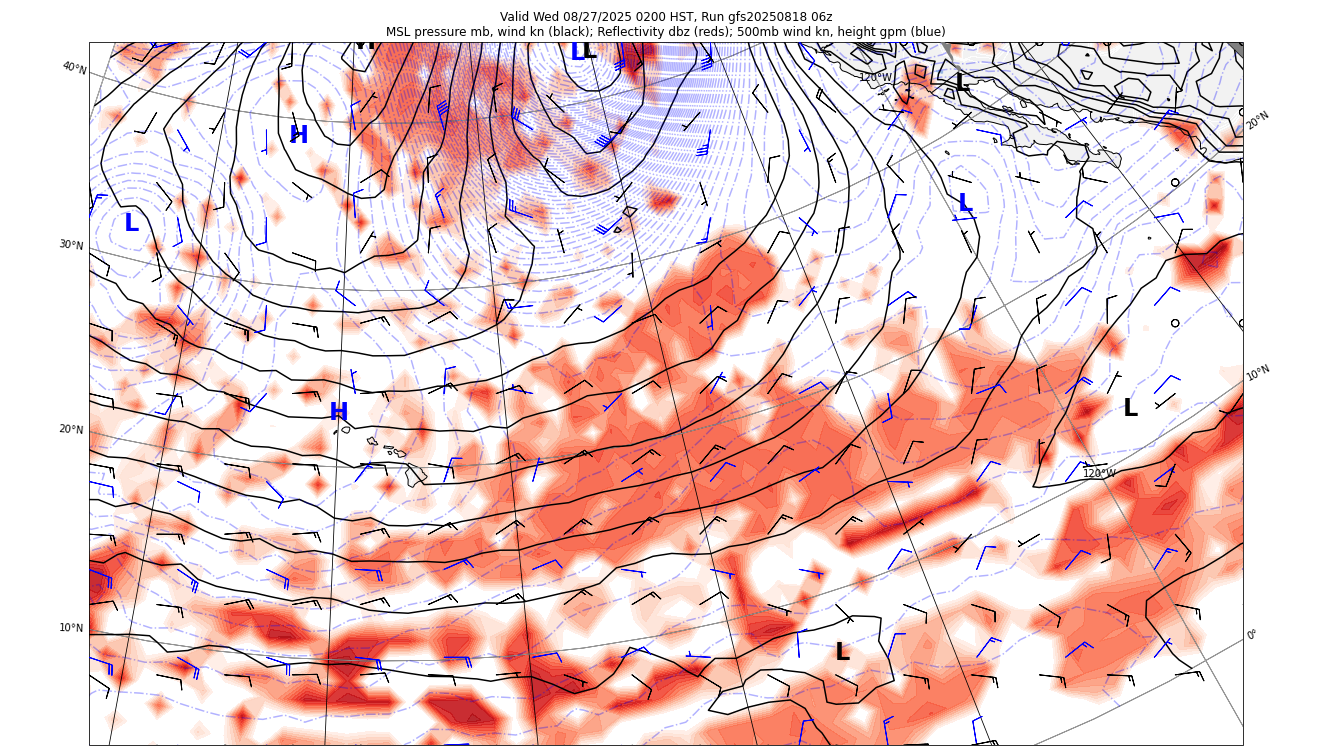 Valid Wed 08/27/2025 0200 HST, Run gfs20250818 06z
MSL pressure mb, wind kn (black); Reflectivity dbz (reds); 500mb wind kn, height gpm (blue)
L L
40°N
120°W
L
20°N
H
L
L
30°N
10°N
H
L
20°N
120°W
10°N
0°
L